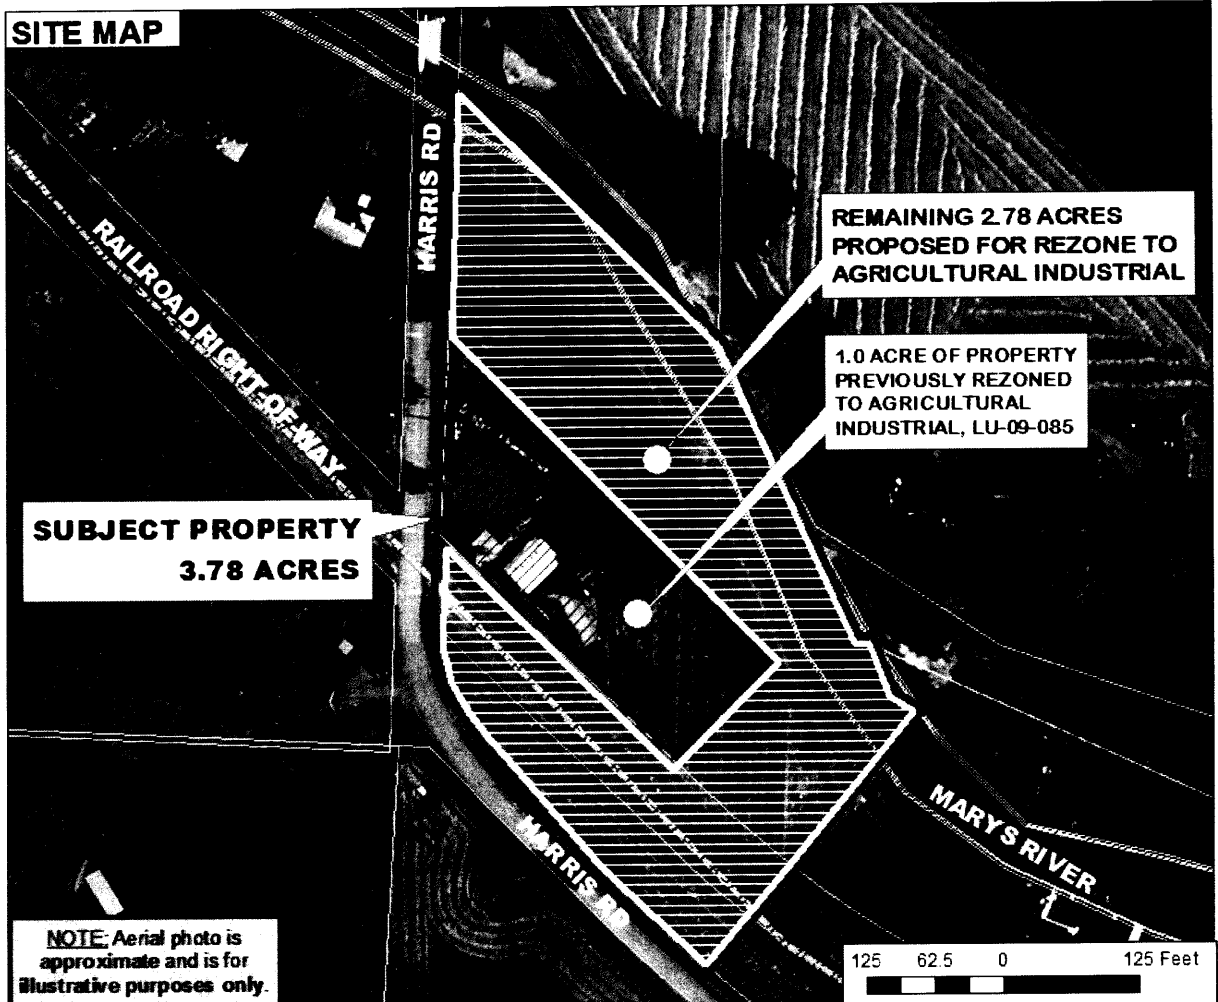 SITE MAP
HARRIS RD
RAILROAD RIGHT-OF-WAY
REMAINING 2.78 ACRES
PROPOSED FOR REZONE TO
AGRICULTURAL INDUSTRIAL
1.0 ACRE OF PROPERTY
PREVIOUSLY REZONED
TO AGRICULTURAL
INDUSTRIAL, LU-09-085
SUBJECT PROPERTY
3.78 ACRES
MARYS RIVER
HARRIS RD
NOTE: Aerial photo is
approximate and is for
illustrative purposes only.
125 62.5 0 125 Feet